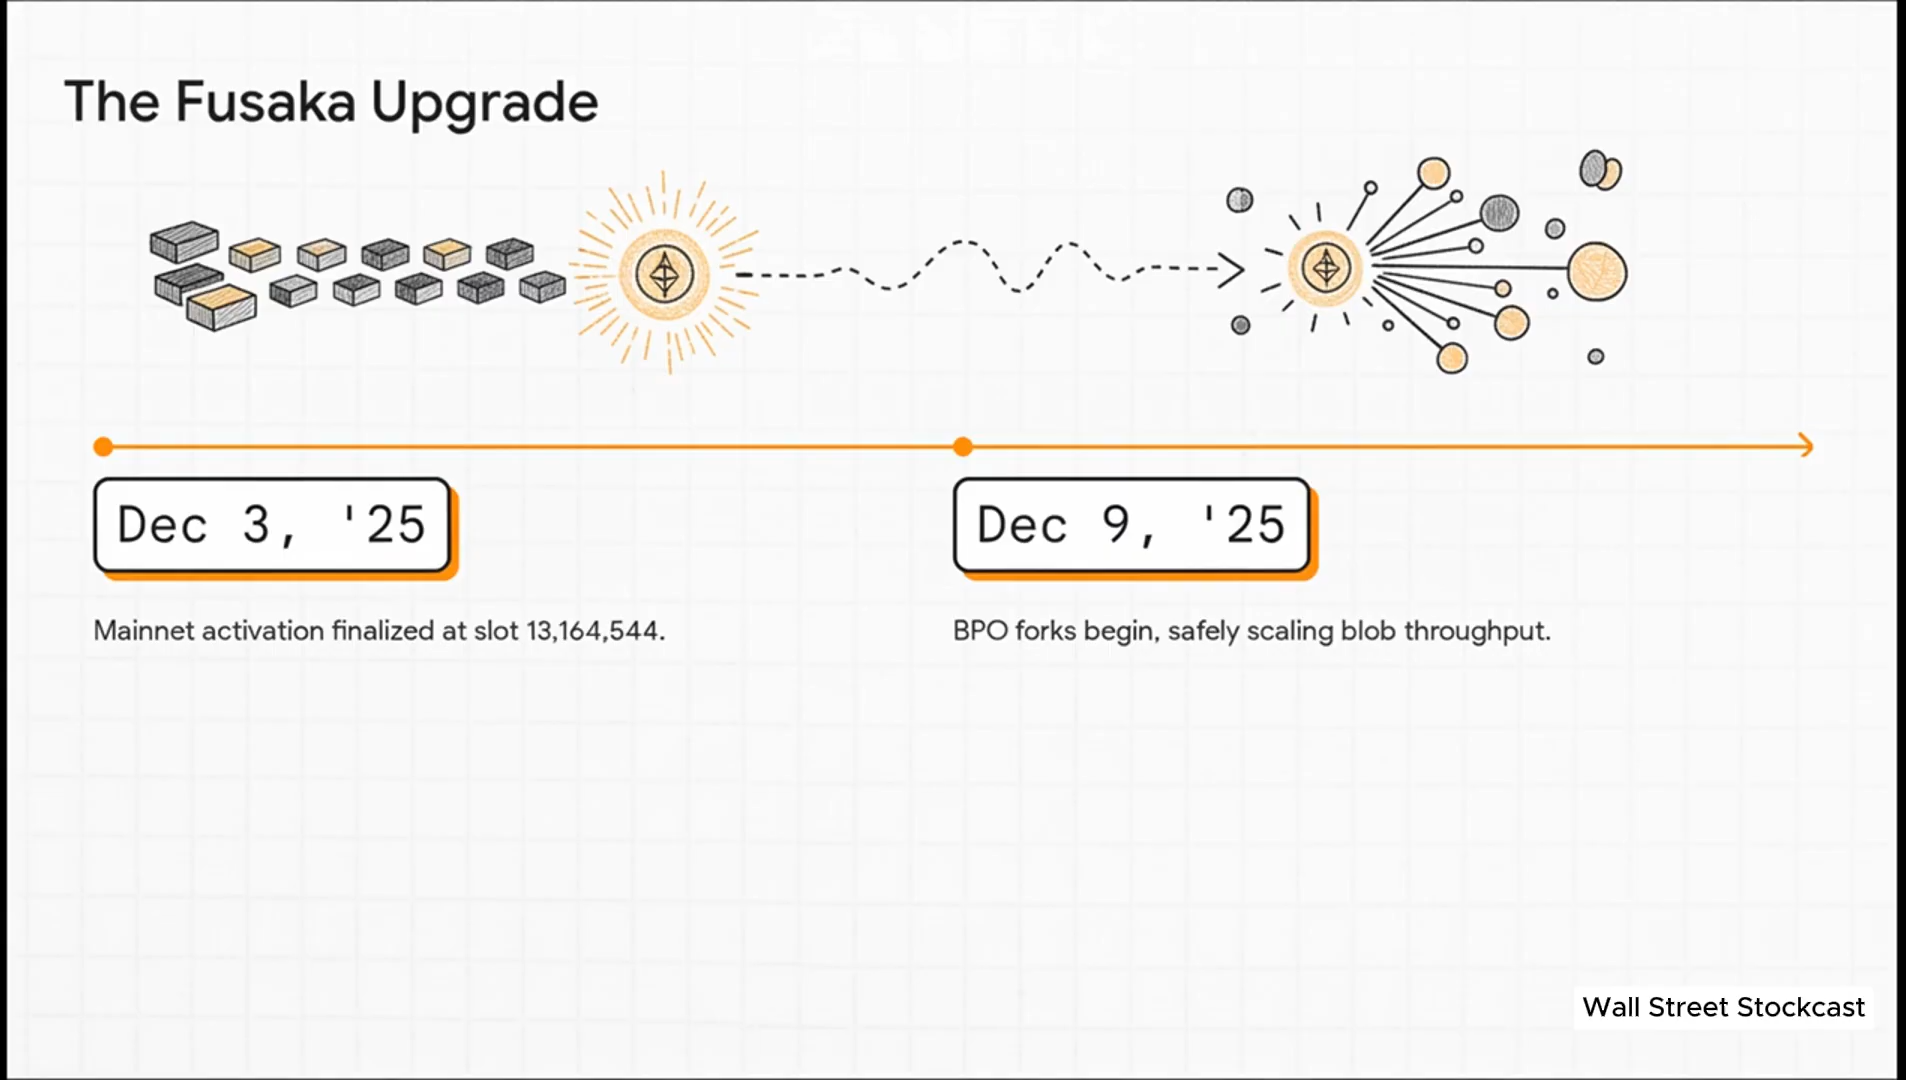 The Fusaka Upgrade
Dec 3, '25
Dec 9, '25
Mainnet activation finalized at slot 13,164,544.
BPO forks begin, safely scaling blob throughput.
Wall Street Stockcast